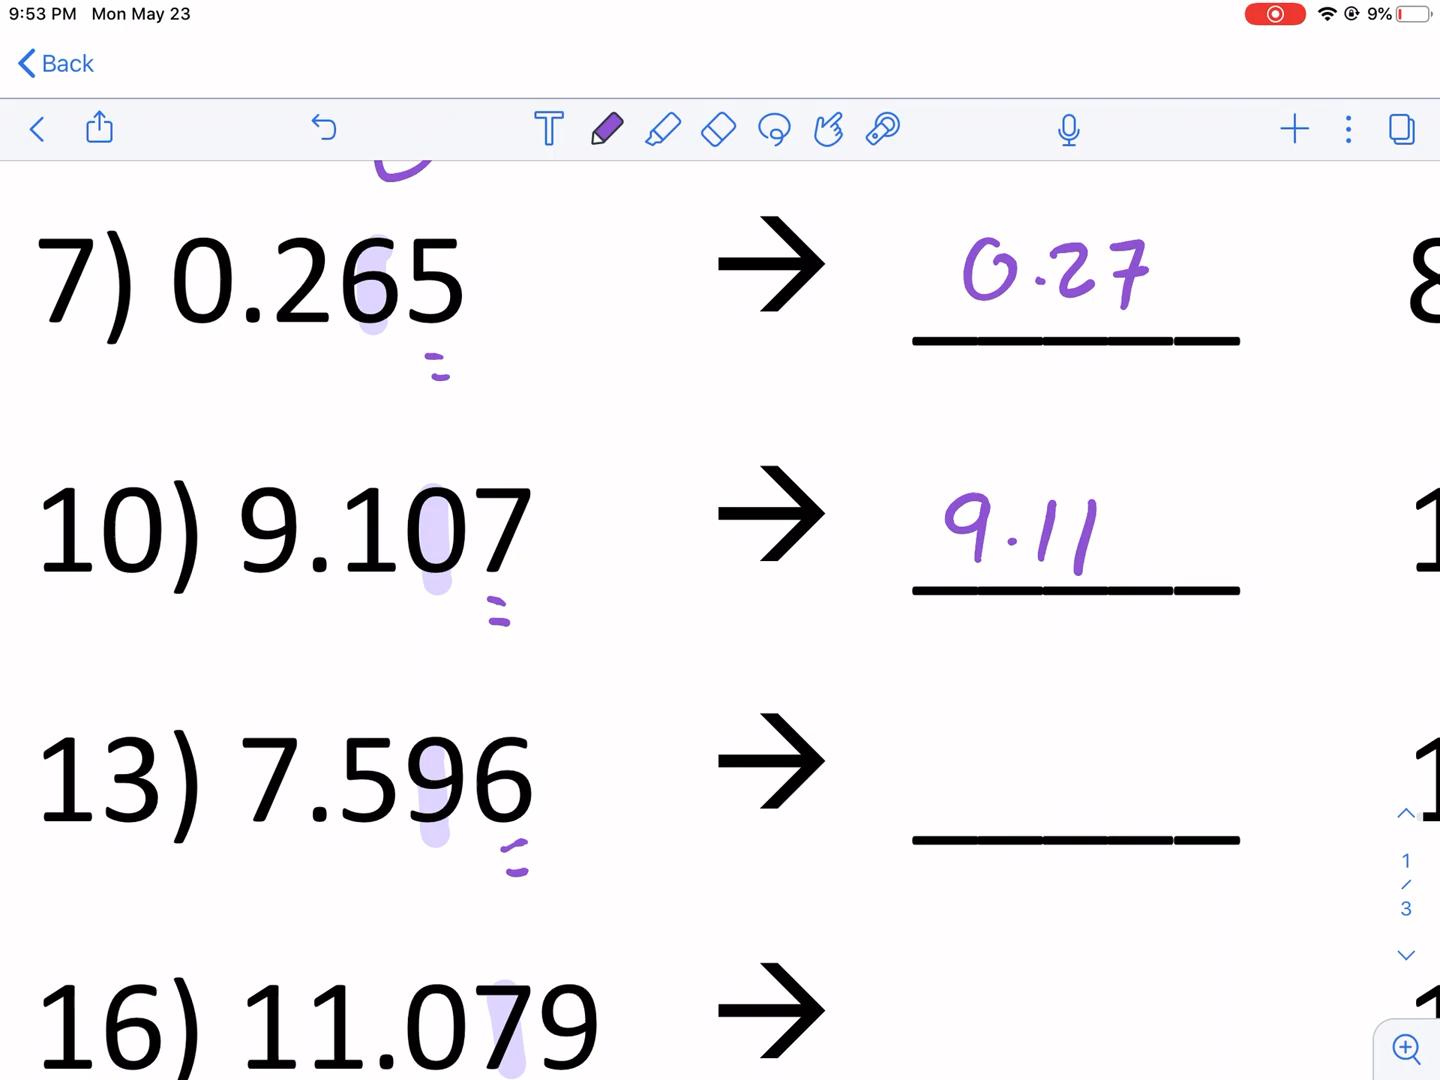 9:53 PM Mon May 23 9%
Back
7) 0.265 → 0.27
10) 9.107 → 9.11
13) 7.596 →
1
/
3
16) 11.079 →